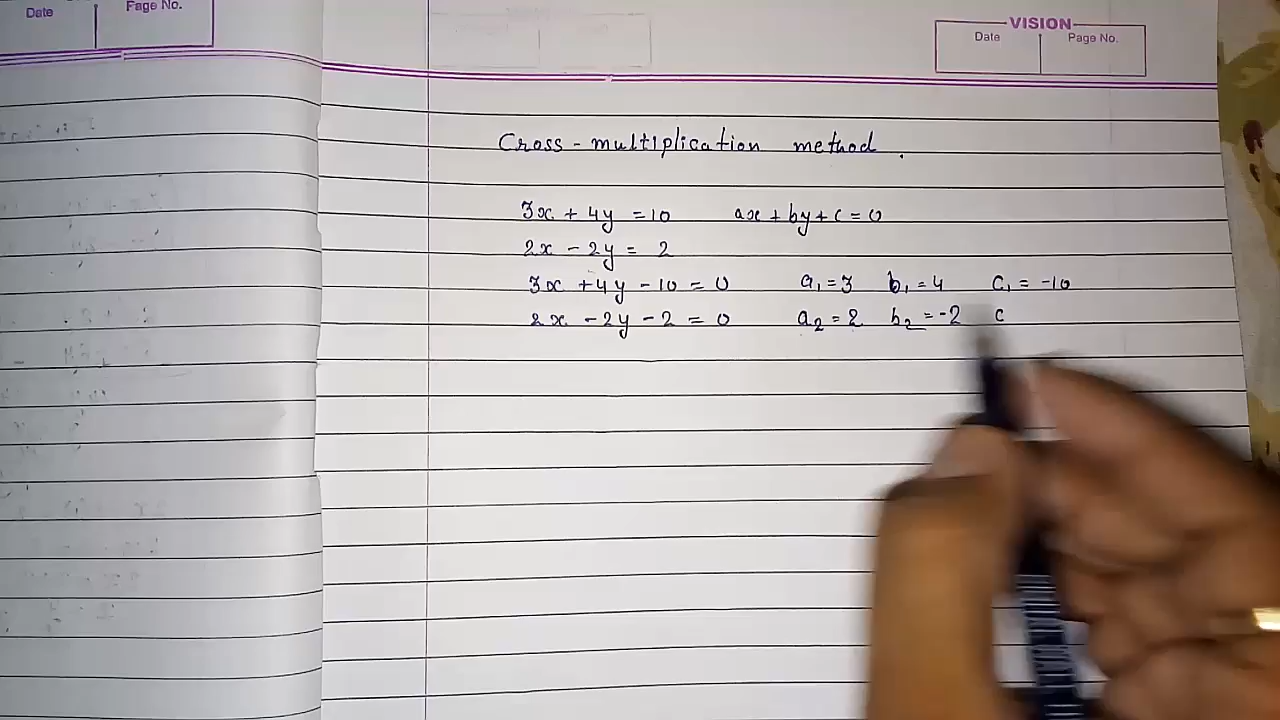 Date Page No.
VISION
Date Page No.
Cross-multiplication method.
3x + 4y = 10 ax + by + c = 0
2x - 2y = 2
3x + 4y - 10 = 0 a₁ = 3 b₁ = 4 c₁ = -10
2x - 2y - 2 = 0 a₂ = 2 b₂ = -2 c